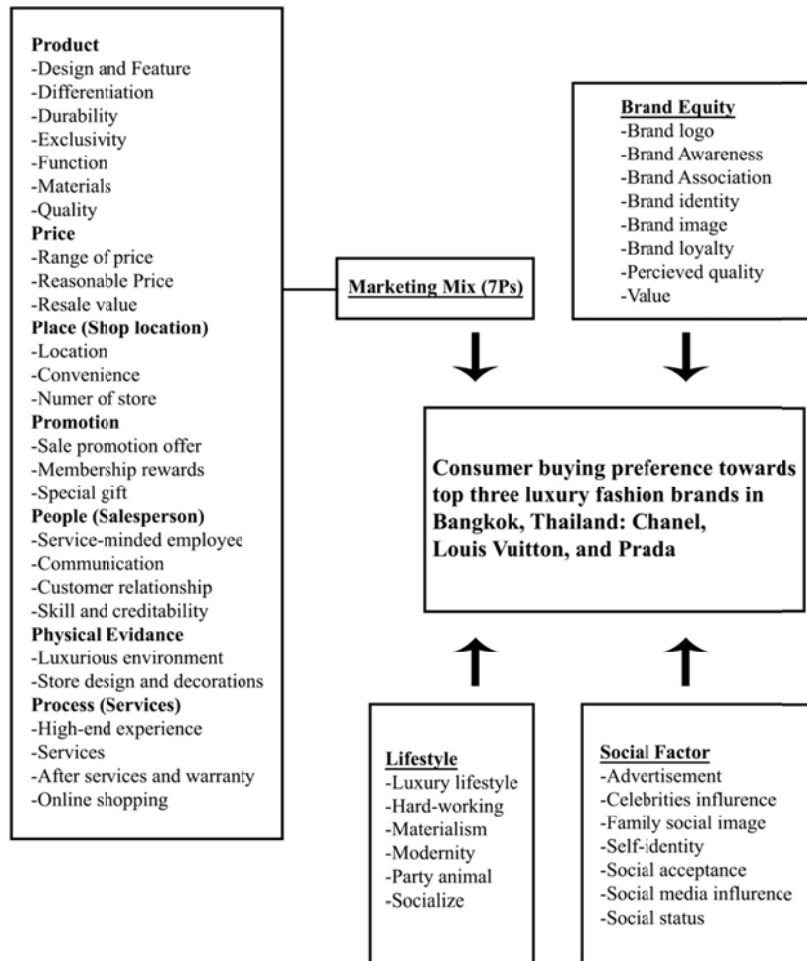 Product
-Design and Feature
-Differentiation
-Durability
-Exclusivity
-Function
-Materials
-Quality
Price
-Range of price
-Reasonable Price
-Resale value
Place (Shop location)
-Location
-Convenience
-Numer of store
Promotion
-Sale promotion offer
-Membership rewards
-Special gift
People (Salesperson)
-Service-minded employee
-Communication
-Customer relationship
-Skill and creditability
Physical Evidance
-Luxurious environment
-Store design and decorations
Process (Services)
-High-end experience
-Services
-After services and warranty
-Online shopping
Marketing Mix (7Ps)
Brand Equity
-Brand logo
-Brand Awareness
-Brand Association
-Brand identity
-Brand image
-Brand loyalty
-Percieved quality
-Value
Consumer buying preference towards
top three luxury fashion brands in
Bangkok, Thailand: Chanel,
Louis Vuitton, and Prada
Lifestyle
-Luxury lifestyle
-Hard-working
-Materialism
-Modernity
-Party animal
-Socialize
Social Factor
-Advertisement
-Celebrities influrence
-Family social image
-Self-identity
-Social acceptance
-Social media influrence
-Social status